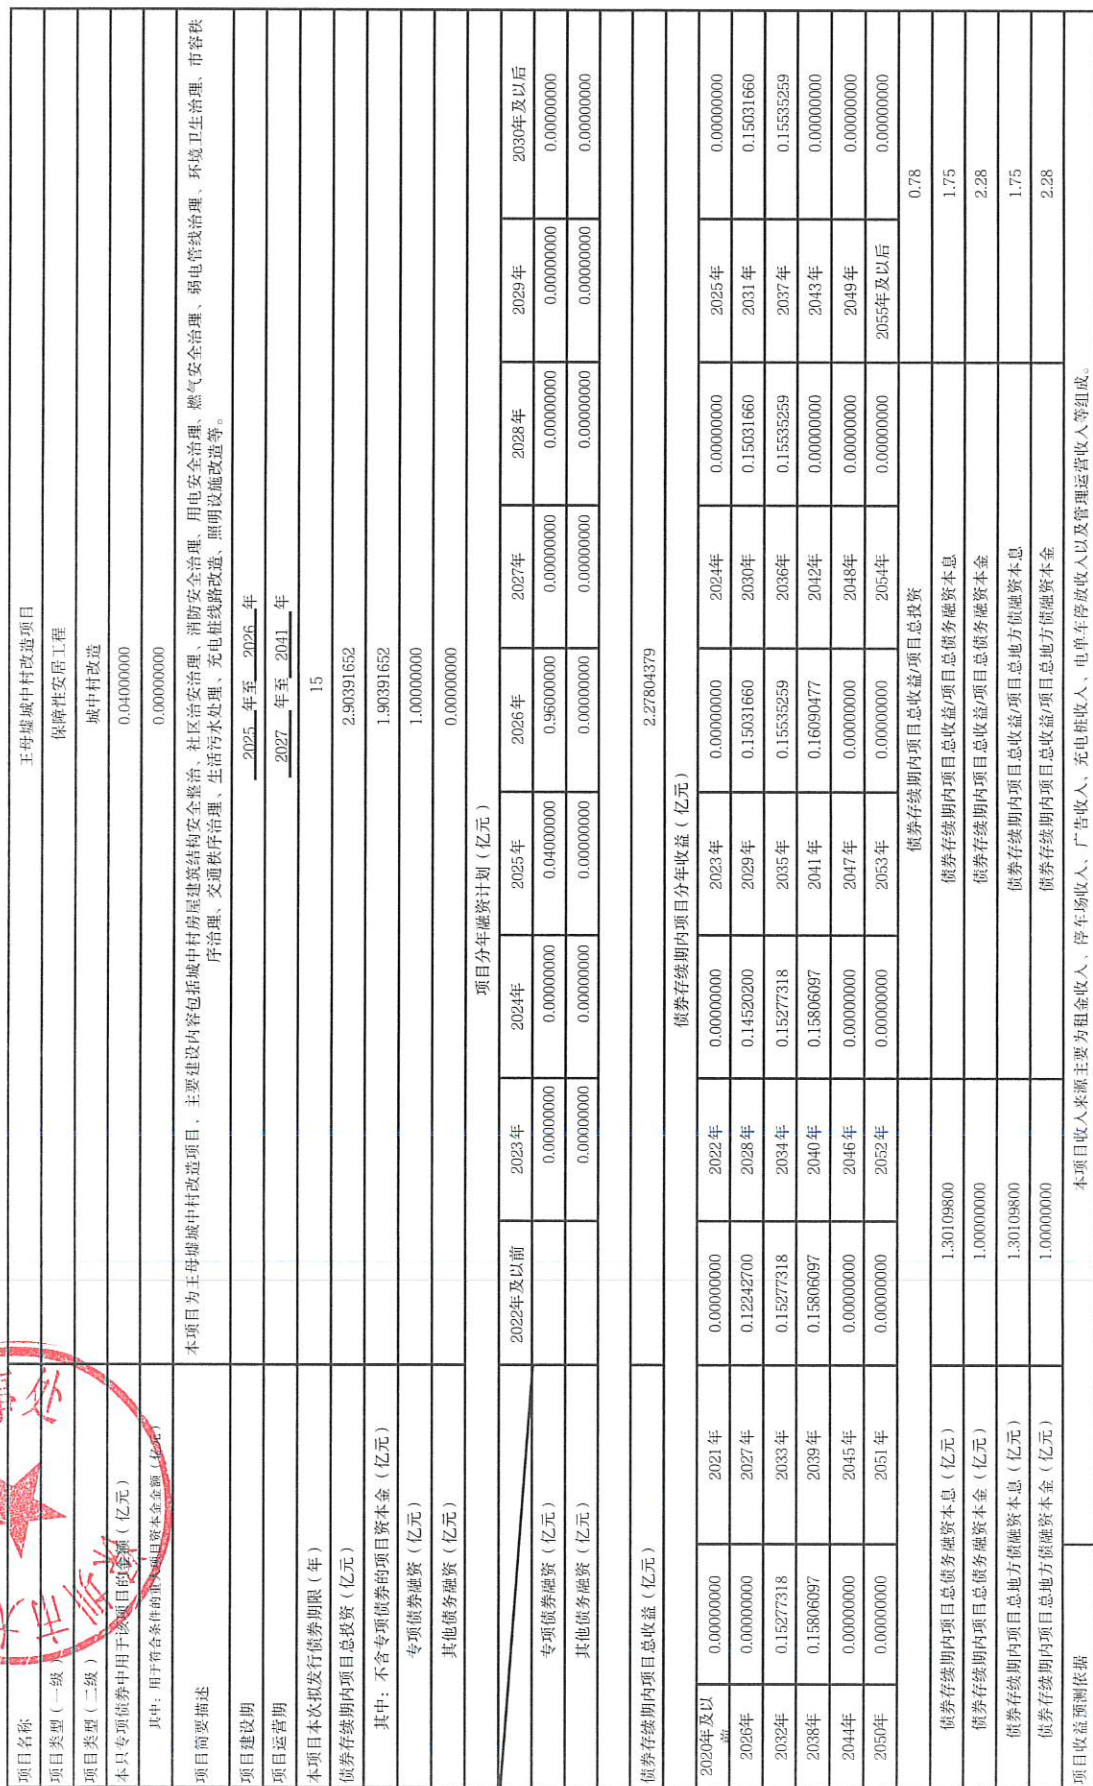 项目名称 王母墟城中村改造项目
项目类型（一级） 保障性安居工程
项目类型（二级） 城中村改造
本只专项债券中用于该项目的金额（亿元） 0.04000000
其中：用于符合条件的重大项目资本金金额（亿元） 0.00000000
项目简要描述 本项目为王母墟城中村改造项目，主要建设内容包括城中村房屋建筑结构安全整治、社区治安治理、消防安全治理、用电安全治理、燃气安全治理、弱电管线治理、环境卫生治理、市容秩
序治理、交通秩序治理、生活污水处理、充电桩线路改造、照明设施改造等。
项目建设期 2025 年至 2026 年
项目运营期 2027 年至 2041 年
本项目本次拟发行债券期限（年） 15
债券存续期内项目总投资（亿元） 2.90391652
其中：不含专项债券的项目资本金（亿元） 1.90391652
专项债券融资（亿元） 1.00000000
其他债务融资（亿元） 0.00000000
项目分年融资计划（亿元）
2022年及以前 2023年 2024年 2025年 2026年 2027年 2028年 2029年 2030年及以后
专项债券融资（亿元） 0.00000000 0.00000000 0.04000000 0.96000000 0.00000000 0.00000000 0.00000000 0.00000000
其他债务融资（亿元） 0.00000000 0.00000000 0.00000000 0.00000000 0.00000000 0.00000000 0.00000000 0.00000000
债券存续期内项目总收益（亿元） 2.27804379
债券存续期内项目分年收益（亿元）
2020年及以前 0.00000000 2021年 0.00000000 2022年 0.00000000 2023年 0.00000000 2024年 0.00000000 2025年 0.00000000
2026年 0.00000000 2027年 0.12242700 2028年 0.14520200 2029年 0.15031660 2030年 0.15031660 2031年 0.15031660
2032年 0.15277318 2033年 0.15277318 2034年 0.15277318 2035年 0.15535259 2036年 0.15535259 2037年 0.15535259
2038年 0.15806097 2039年 0.15806097 2040年 0.15806097 2041年 0.16090477 2042年 0.00000000 2043年 0.00000000
2044年 0.00000000 2045年 0.00000000 2046年 0.00000000 2047年 0.00000000 2048年 0.00000000 2049年 0.00000000
2050年 0.00000000 2051年 0.00000000 2052年 0.00000000 2053年 0.00000000 2054年 0.00000000 2055年及以后 0.00000000
债券存续期内项目总收益/项目总投资 0.78
债券存续期内项目总债务融资本息（亿元） 1.30109800 债券存续期内项目总收益/项目总债务融资本息 1.75
债券存续期内项目总债务融资本金（亿元） 1.00000000 债券存续期内项目总收益/项目总债务融资本金 2.28
债券存续期内项目总地方债融资本息（亿元） 1.30109800 债券存续期内项目总收益/项目总地方债融资本息 1.75
债券存续期内项目总地方债融资本金（亿元） 1.00000000 债券存续期内项目总收益/项目总地方债融资本金 2.28
项目收益预测依据 本项目收入来源主要为租金收入、停车场收入、广告收入、充电桩收入、电单车停放收入以及管理运营收入等组成。